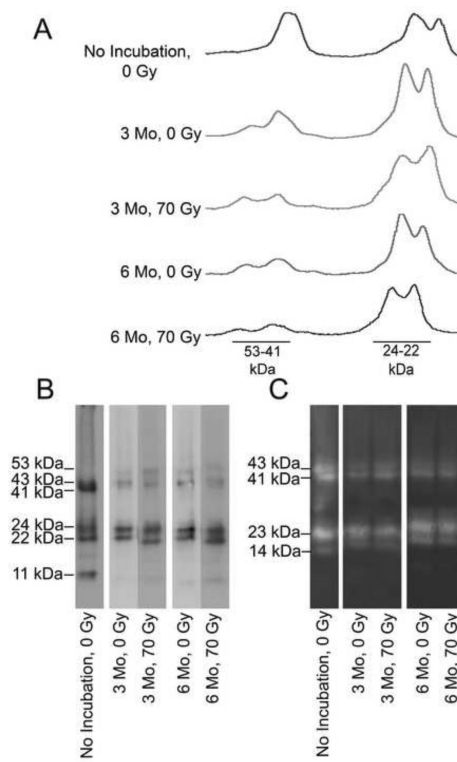 A
No Incubation,
0 Gy
3 Mo, 0 Gy
3 Mo, 70 Gy
6 Mo, 0 Gy
6 Mo, 70 Gy
53-41
kDa
24-22
kDa
B
53 kDa
43 kDa
41 kDa
24 kDa
22 kDa
11 kDa
No Incubation, 0 Gy
3 Mo, 0 Gy
3 Mo, 70 Gy
6 Mo, 0 Gy
6 Mo, 70 Gy
C
43 kDa
41 kDa
23 kDa
14 kDa
No Incubation, 0 Gy
3 Mo, 0 Gy
3 Mo, 70 Gy
6 Mo, 0 Gy
6 Mo, 70 Gy